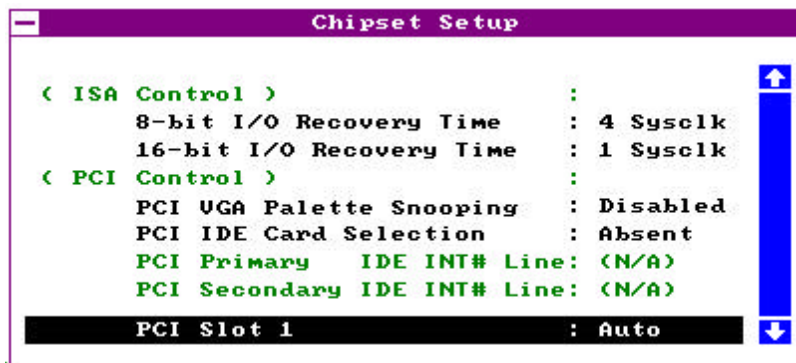 Chipset Setup
( ISA Control ) :
8-bit I/O Recovery Time : 4 Sysclk
16-bit I/O Recovery Time : 1 Sysclk
( PCI Control ) :
PCI VGA Palette Snooping : Disabled
PCI IDE Card Selection : Absent
PCI Primary IDE INT# Line: (N/A)
PCI Secondary IDE INT# Line: (N/A)
PCI Slot 1 : Auto